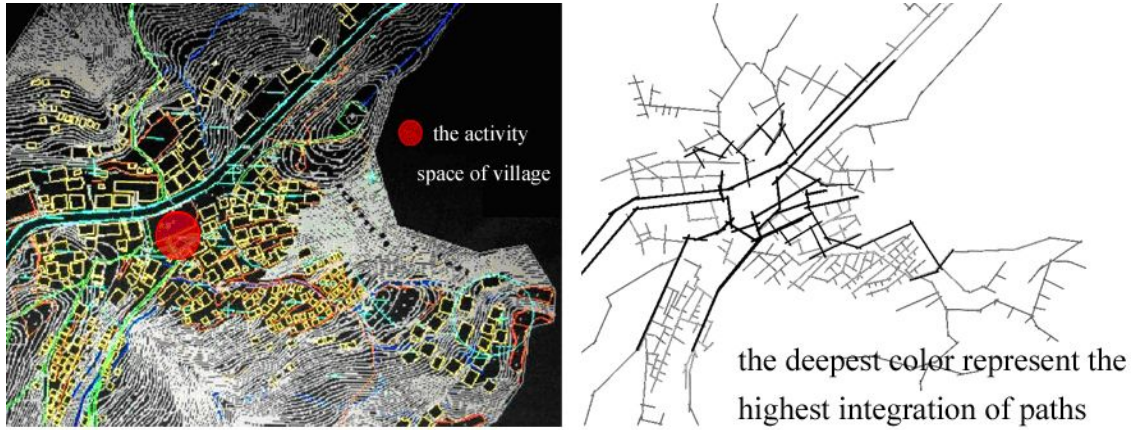 the activity
space of village
the deepest color represent the
highest integration of paths